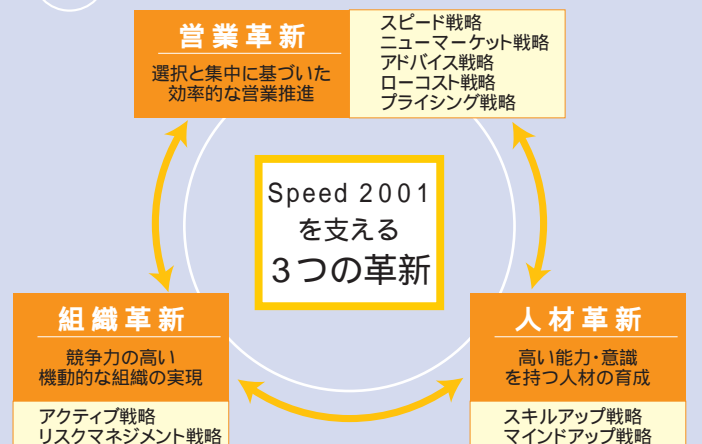 営業革新
選択と集中に基づいた
効率的な営業推進
スピード戦略
ニューマーケット戦略
アドバイス戦略
ローコスト戦略
プライシング戦略
Speed 2001
を支える
3つの革新
組織革新
競争力の高い
機動的な組織の実現
アクティブ戦略
リスクマネジメント戦略
人材革新
高い能力・意識
を持つ人材の育成
スキルアップ戦略
マインドアップ戦略